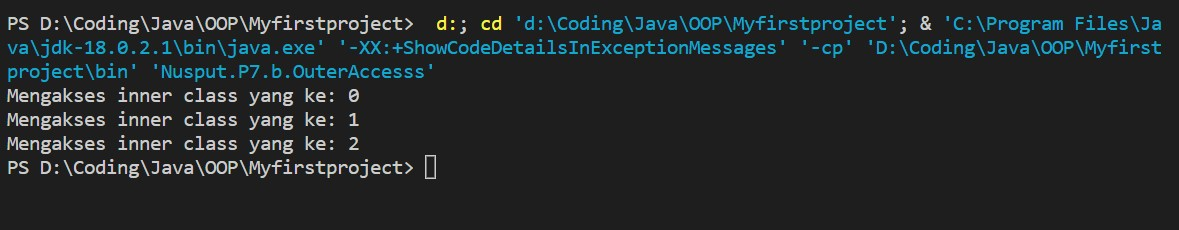 PS D:\Coding\Java\OOP\Myfirstproject>  d:; cd 'd:\Coding\Java\OOP\Myfirstproject'; & 'C:\Program Files\Ja
va\jdk-18.0.2.1\bin\java.exe' '-XX:+ShowCodeDetailsInExceptionMessages' '-cp' 'D:\Coding\Java\OOP\Myfirst
project\bin' 'Nusput.P7.b.OuterAccesss'
Mengakses inner class yang ke: 0
Mengakses inner class yang ke: 1
Mengakses inner class yang ke: 2
PS D:\Coding\Java\OOP\Myfirstproject>